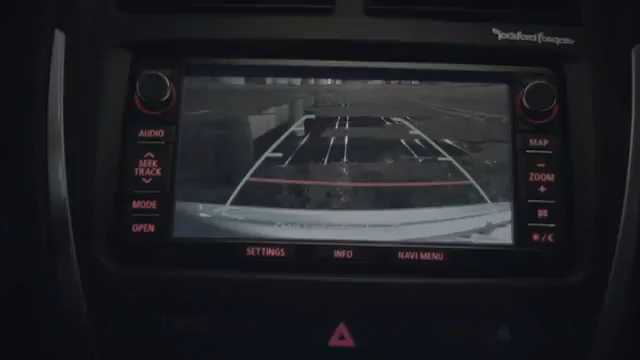 Rockford Fosgate
AUDIO
SEEK
TRACK
MODE
OPEN
MAP
ZOOM
SETTINGS
INFO
NAVI MENU